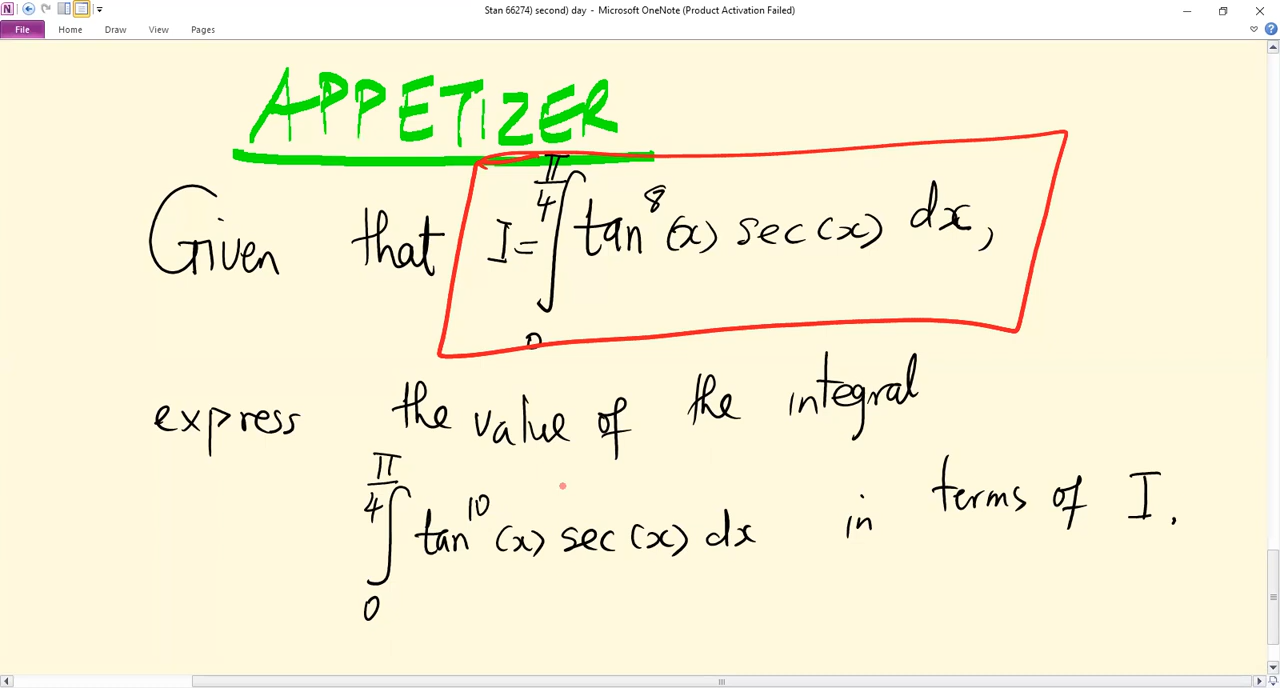 Stan 66274) second) day - Microsoft OneNote (Product Activation Failed)
File Home Draw View Pages
APPETIZER
Given that I = ∫₀^(π/4) tan⁸(x) sec(x) dx,
express the value of the integral
∫₀^(π/4) tan¹⁰(x) sec(x) dx in terms of I.